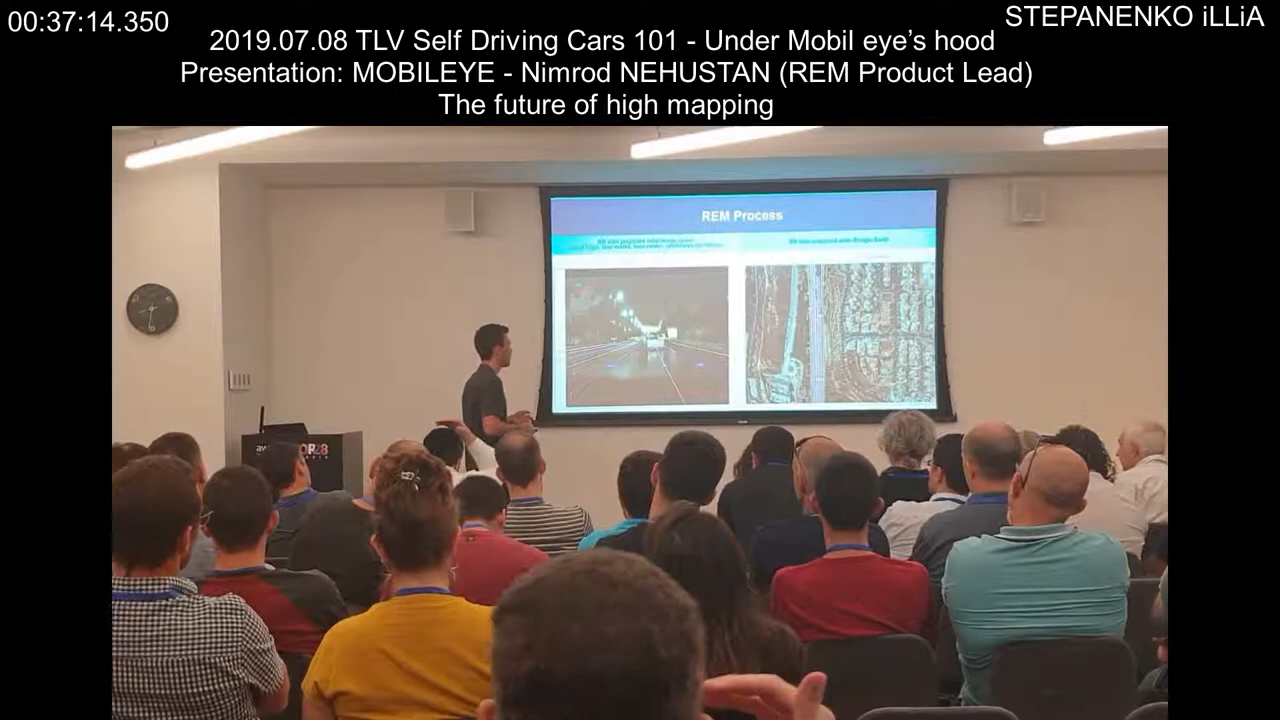 00:37:14.350
STEPANENKO iLLiA
2019.07.08 TLV Self Driving Cars 101 - Under Mobil eye’s hood
Presentation: MOBILEYE - Nimrod NEHUSTAN (REM Product Lead)
The future of high mapping
REM Process